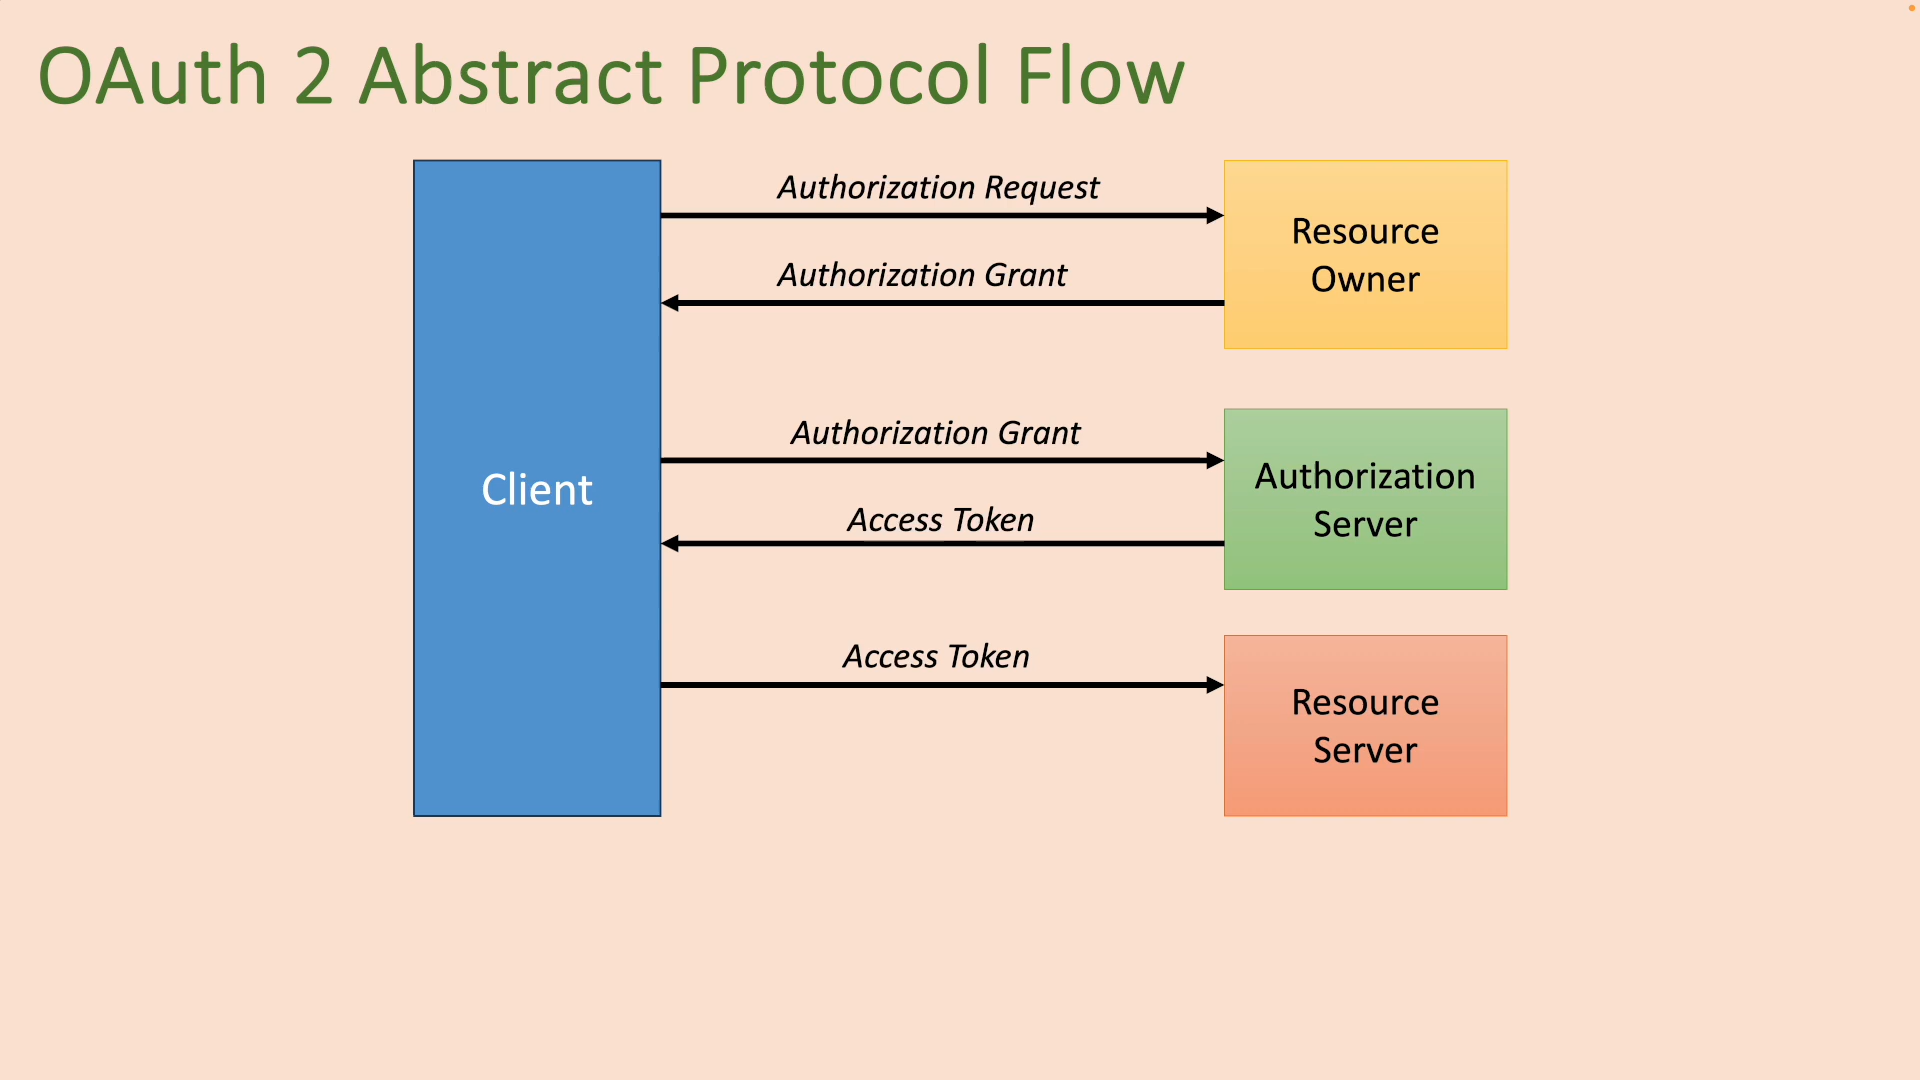 OAuth 2 Abstract Protocol Flow
Authorization Request
Resource
Owner
Authorization Grant
Client
Authorization Grant
Authorization
Server
Access Token
Access Token
Resource
Server